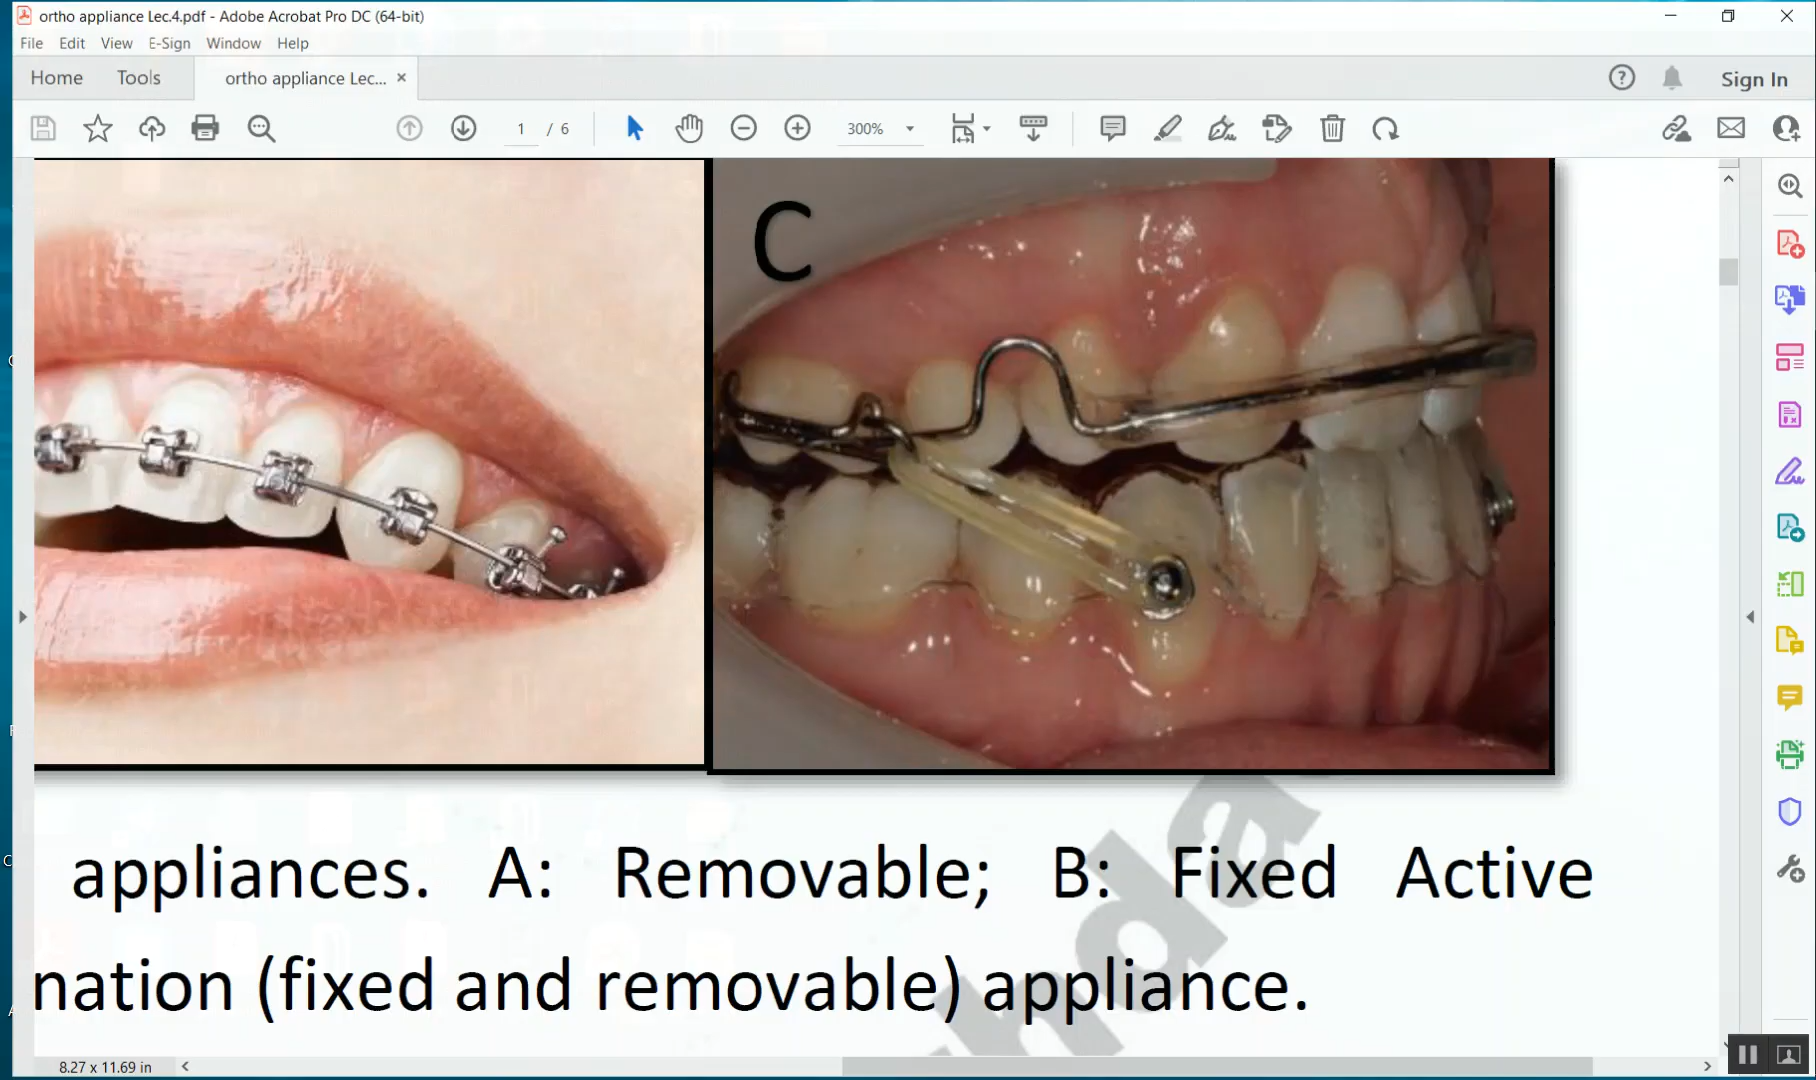 ortho appliance Lec.4.pdf - Adobe Acrobat Pro DC (64-bit)
File Edit View E-Sign Window Help
Home Tools ortho appliance Lec... × Sign In
1 / 6 300%
C
appliances. A: Removable; B: Fixed Active
nation (fixed and removable) appliance.
8.27 x 11.69 in